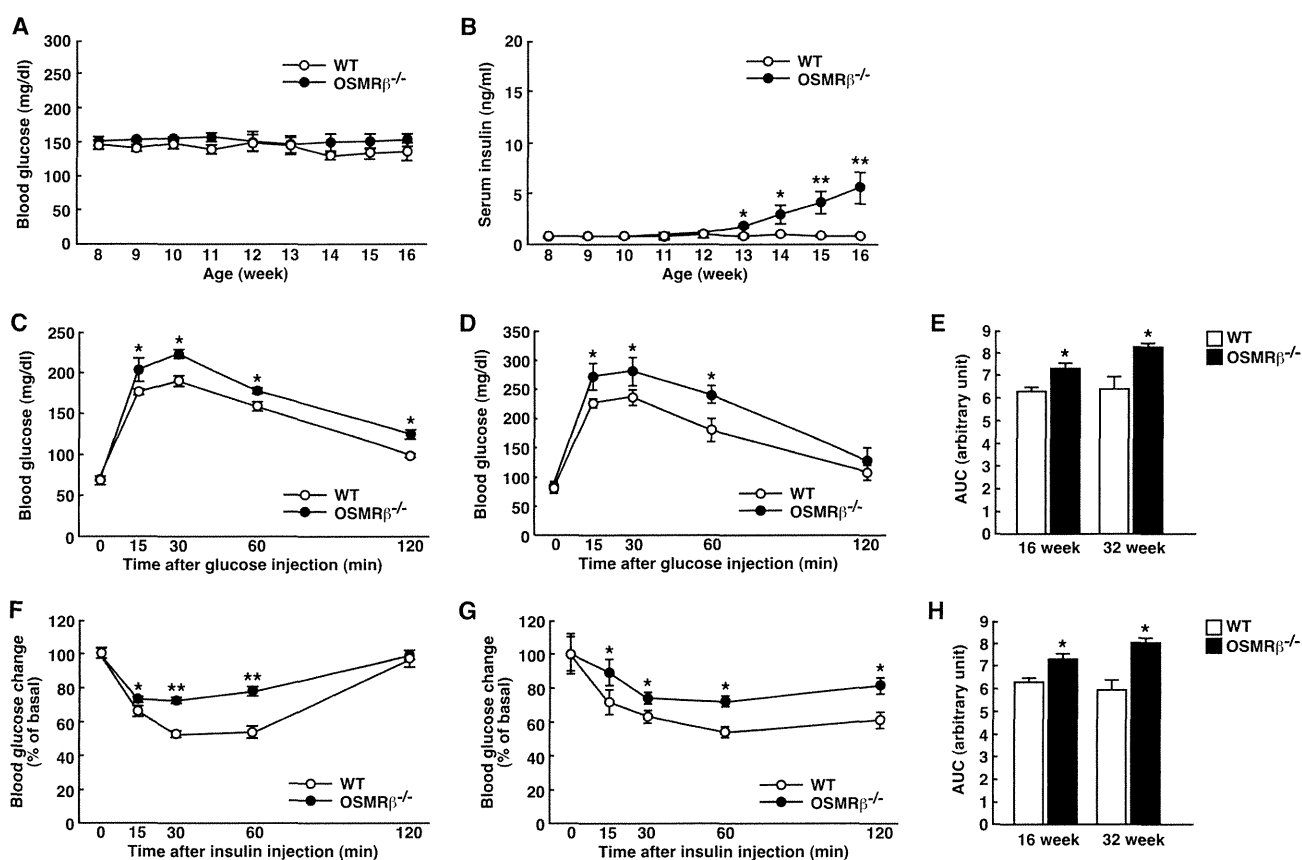 A
Blood glucose (mg/dl)
300
250
200
150
100
50
0
WT
OSMRβ-/-
8 9 10 11 12 13 14 15 16
Age (week)
B
Serum insulin (ng/ml)
20
15
10
5
0
WT
OSMRβ-/-
* * ** **
8 9 10 11 12 13 14 15 16
Age (week)
C
Blood glucose (mg/dl)
250
200
150
100
50
0
* * * *
WT
OSMRβ-/-
0 15 30 60 120
Time after glucose injection (min)
D
Blood glucose (mg/dl)
350
300
250
200
150
100
50
0
* * *
WT
OSMRβ-/-
0 15 30 60 120
Time after glucose injection (min)
E
AUC (arbitrary unit)
9
8
7
6
5
4
3
2
1
0
* *
WT
OSMRβ-/-
16 week 32 week
F
Blood glucose change
(% of basal)
120
100
80
60
40
20
0
* ** **
WT
OSMRβ-/-
0 15 30 60 120
Time after insulin injection (min)
G
Blood glucose change
(% of basal)
120
100
80
60
40
20
0
* * * *
WT
OSMRβ-/-
0 15 30 60 120
Time after insulin injection (min)
H
AUC (arbitrary unit)
9
8
7
6
5
4
3
2
1
0
* *
WT
OSMRβ-/-
16 week 32 week